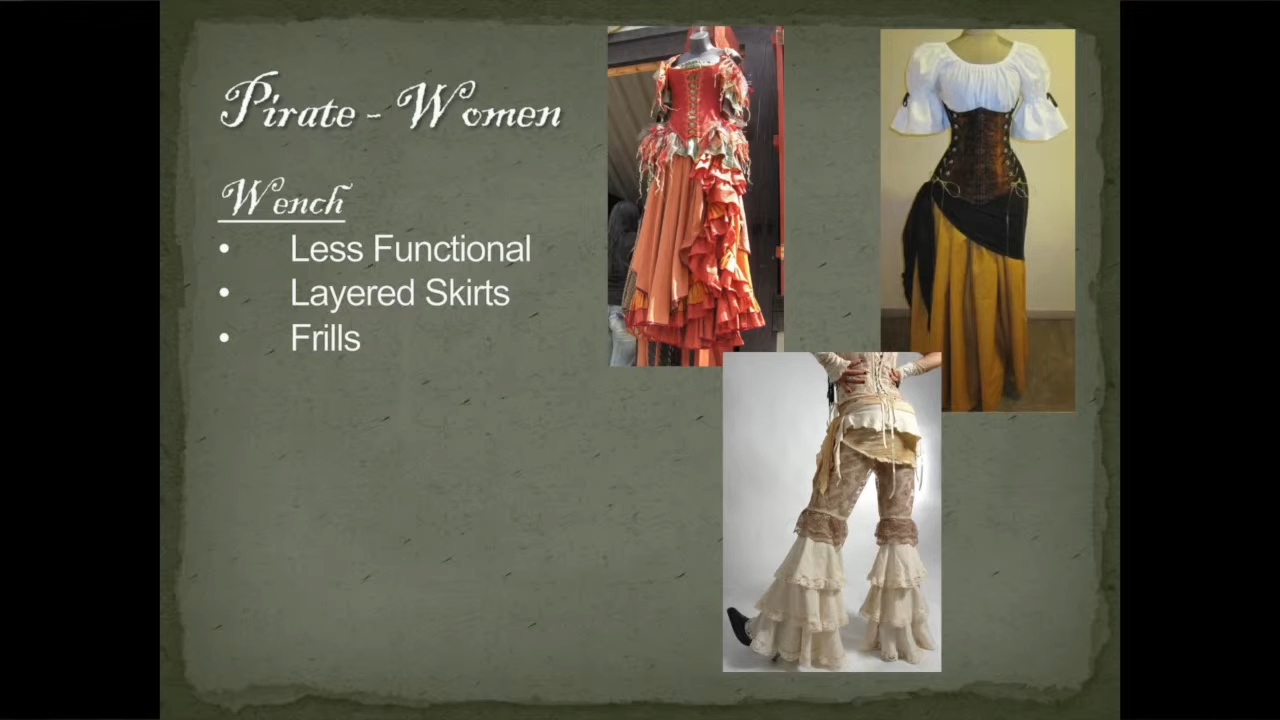 Pirate - Women
Wench
• Less Functional
• Layered Skirts
• Frills